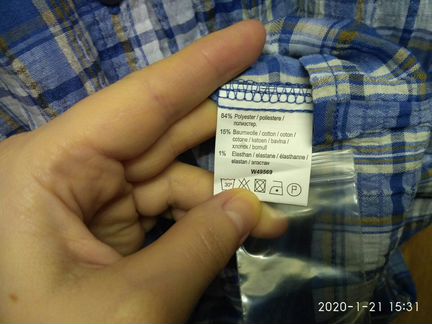 84% Polyester / poliestere /
полиэстер.
15% Baumwolle / cotton / coton /
cotone / katoen / bavlna /
хлопок / bomull
1% Elasthan / elastane / élasthanne /
elastan / эластан
W49569
30°
P
2020-1-21 15:31